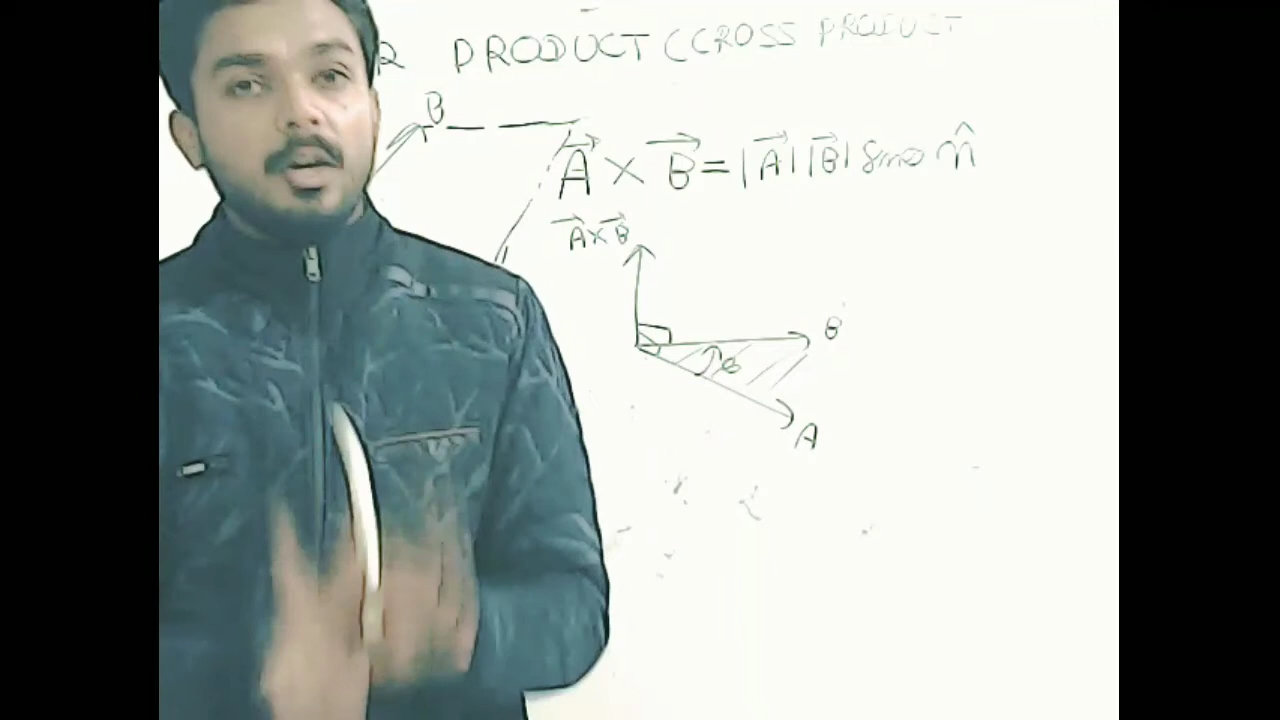 R PRODUCT (CROSS PRODUCT
B
A × B = |A| |B| sinθ n̂
A×B
B
θ
A